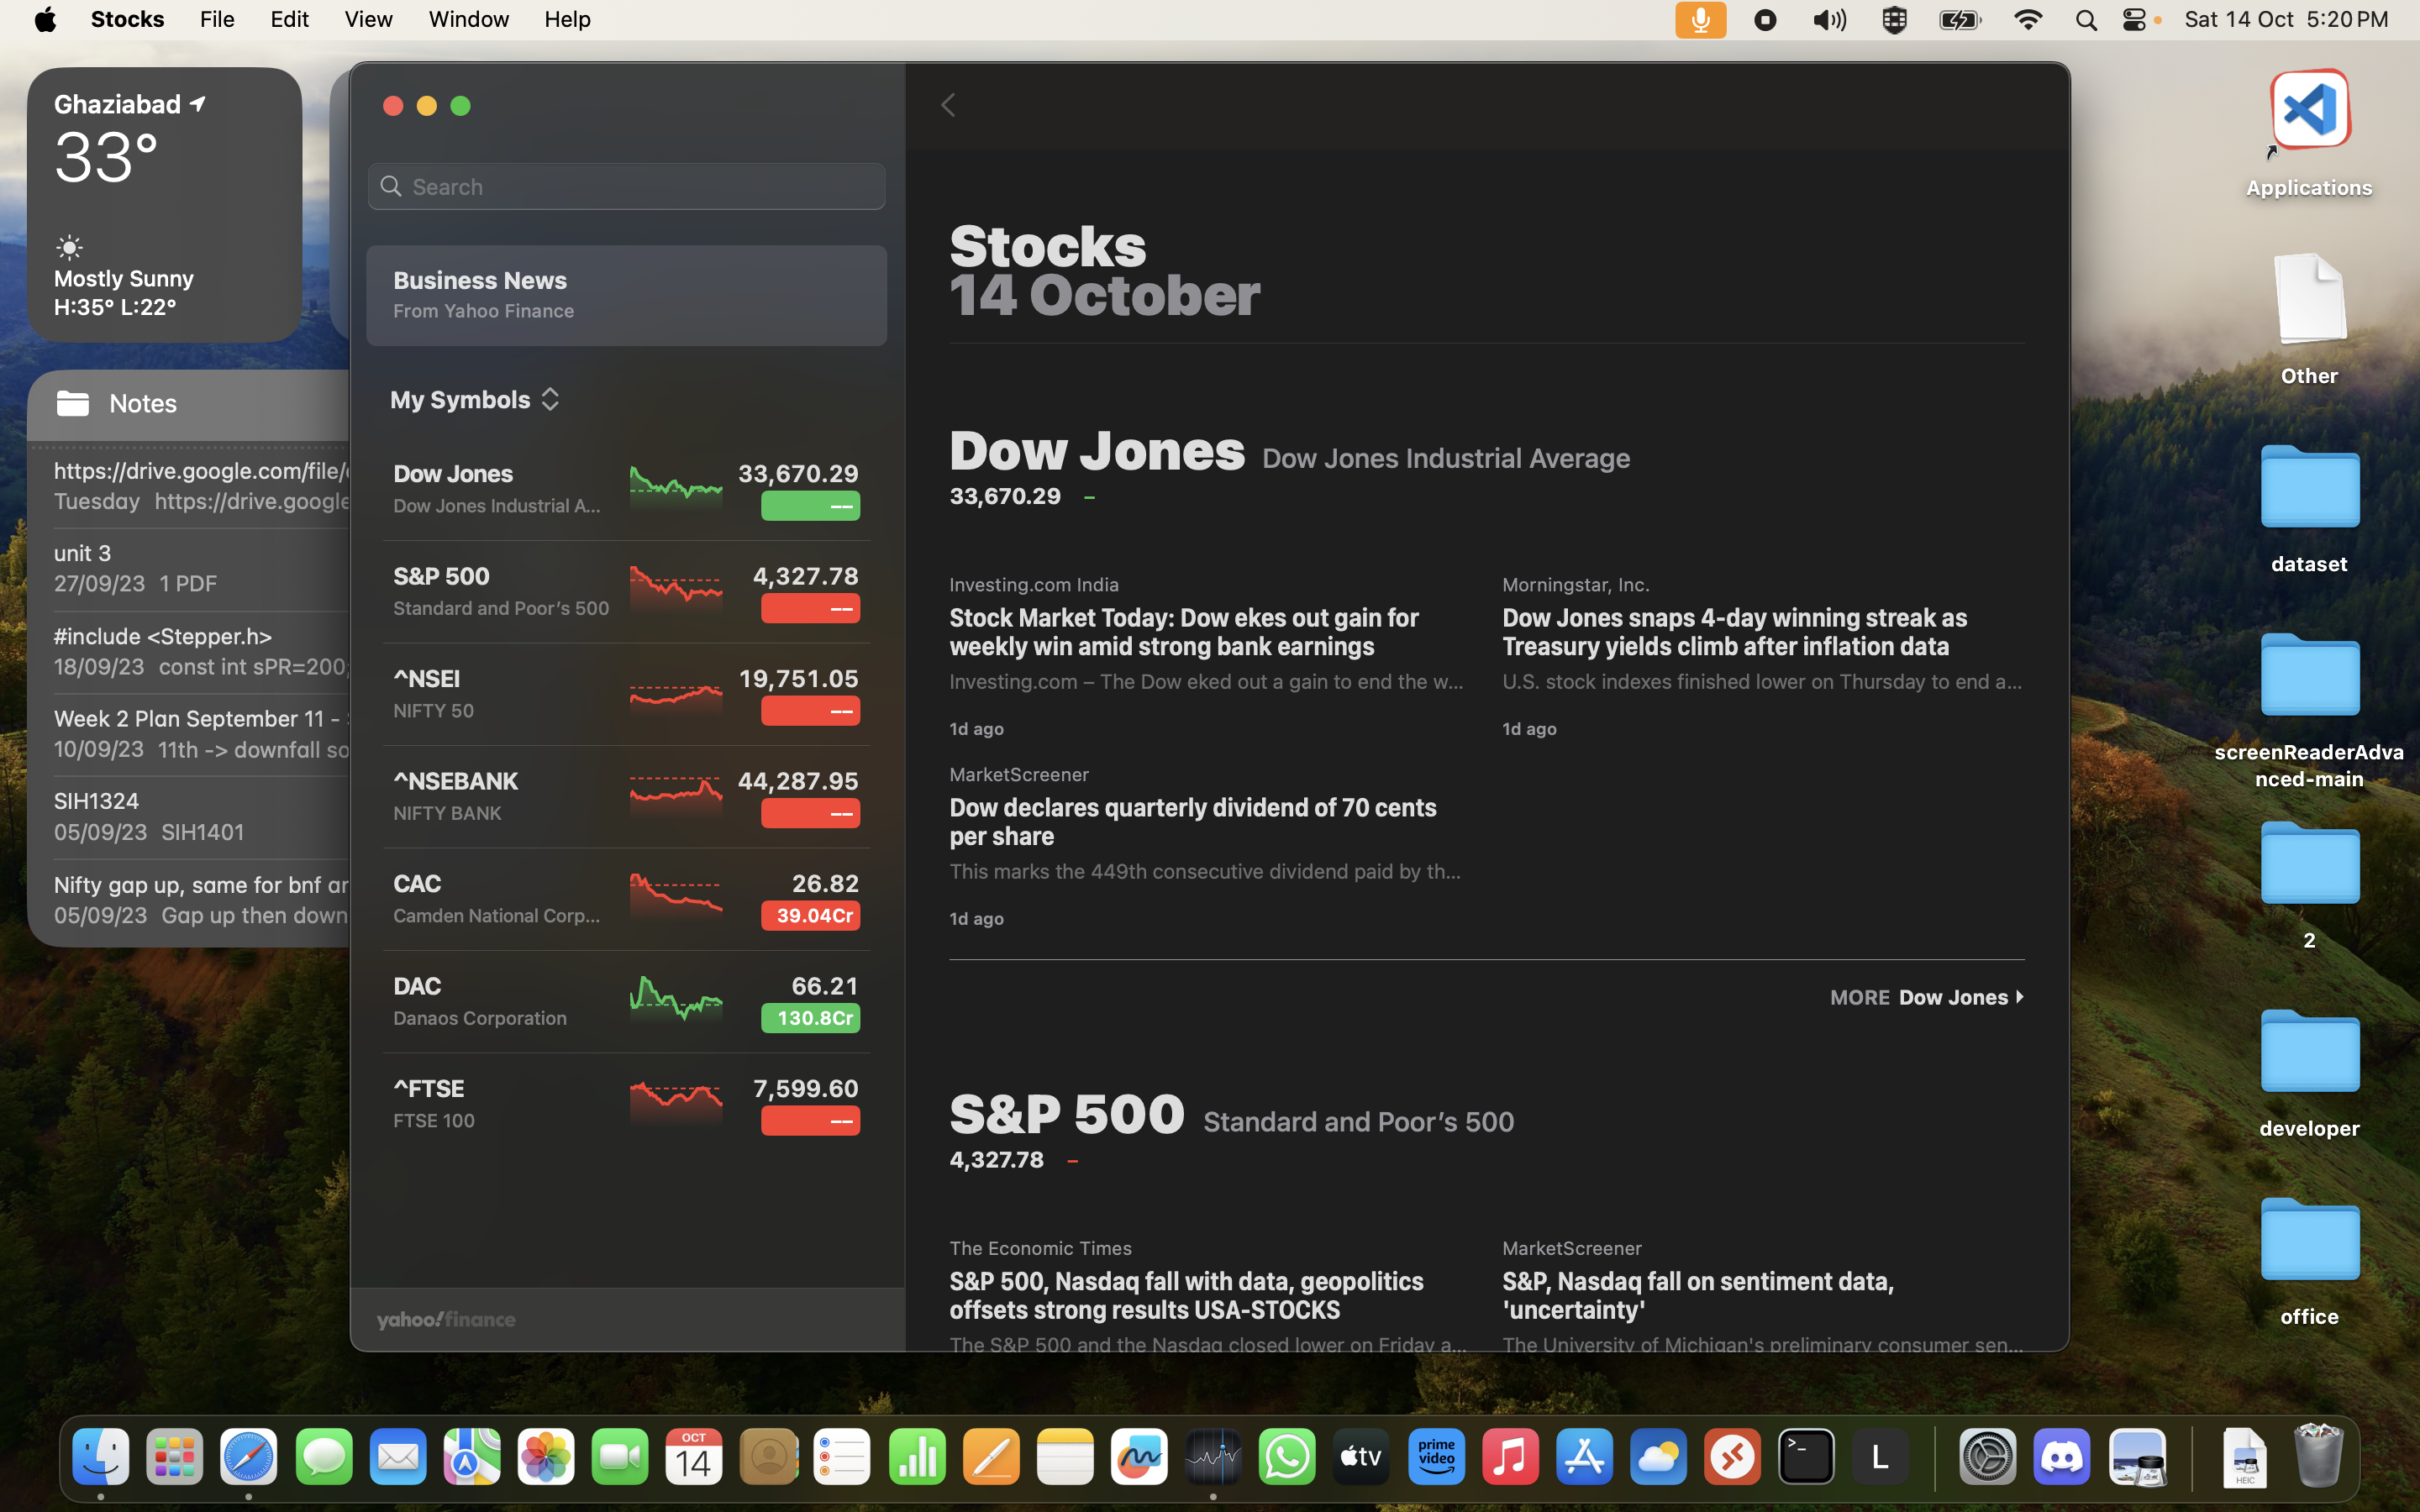 Stocks File Edit View Window Help
Sat 14 Oct 5:20 PM
Ghaziabad
33°
Mostly Sunny
H:35° L:22°
Notes
https://drive.google.com/file/
Tuesday https://drive.google
unit 3
27/09/23 1 PDF
#include <Stepper.h>
18/09/23 const int sPR=200;
Week 2 Plan September 11 -
10/09/23 11th -> downfall so
SIH1324
05/09/23 SIH1401
Nifty gap up, same for bnf ar
05/09/23 Gap up then down
Search
Business News
From Yahoo Finance
My Symbols
Dow Jones 33,670.29
Dow Jones Industrial A... --
S&P 500 4,327.78
Standard and Poor's 500 --
^NSEI 19,751.05
NIFTY 50 --
^NSEBANK 44,287.95
NIFTY BANK --
CAC 26.82
Camden National Corp... 39.04Cr
DAC 66.21
Danaos Corporation 130.8Cr
^FTSE 7,599.60
FTSE 100 --
yahoo!finance
Stocks
14 October
Dow Jones Dow Jones Industrial Average
33,670.29 –
Investing.com India
Stock Market Today: Dow ekes out gain for
weekly win amid strong bank earnings
Investing.com – The Dow eked out a gain to end the w...
1d ago
Morningstar, Inc.
Dow Jones snaps 4-day winning streak as
Treasury yields climb after inflation data
U.S. stock indexes finished lower on Thursday to end a...
1d ago
MarketScreener
Dow declares quarterly dividend of 70 cents
per share
This marks the 449th consecutive dividend paid by th...
1d ago
MORE Dow Jones
S&P 500 Standard and Poor's 500
4,327.78 –
The Economic Times
S&P 500, Nasdaq fall with data, geopolitics
offsets strong results USA-STOCKS
The S&P 500 and the Nasdaq closed lower on Friday a...
MarketScreener
S&P, Nasdaq fall on sentiment data,
'uncertainty'
The University of Michigan's preliminary consumer sen...
Applications
Other
dataset
screenReaderAdva
nced-main
2
developer
office
OCT
14
tv
prime
video
>_
L
HEIC